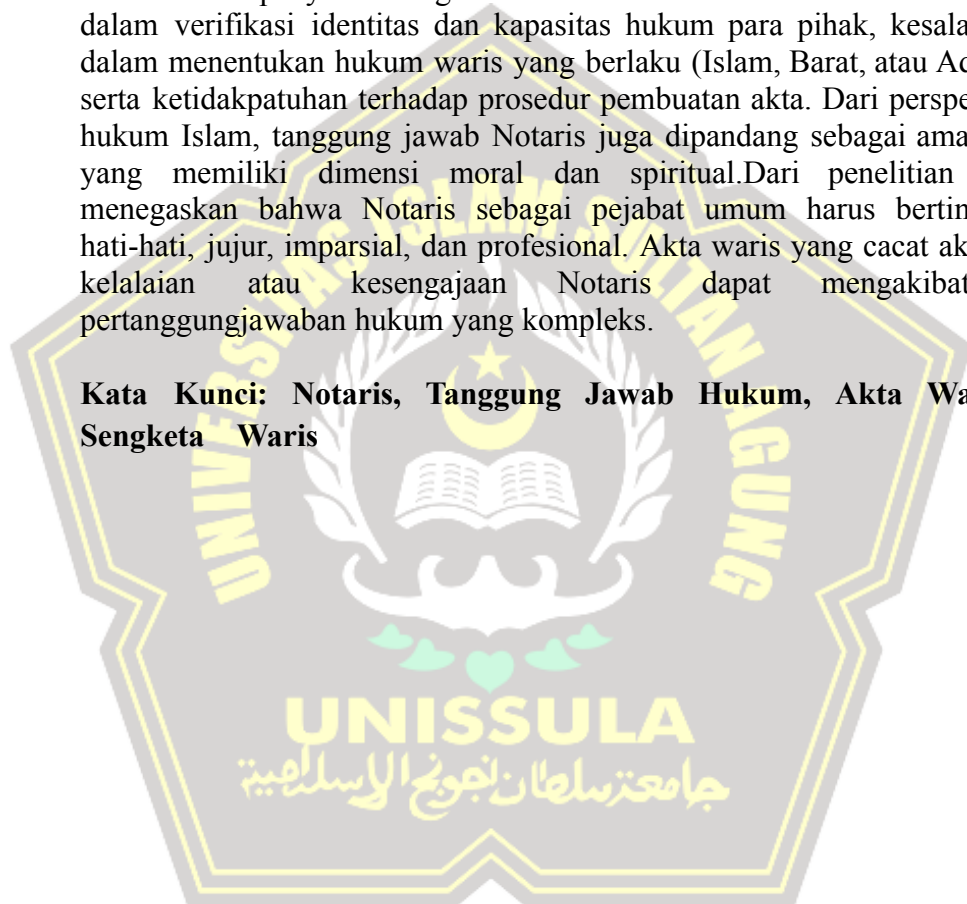 dalam verifikasi identitas dan kapasitas hukum para pihak, kesala
dalam menentukan hukum waris yang berlaku (Islam, Barat, atau Ad
serta ketidakpatuhan terhadap prosedur pembuatan akta. Dari perspe
hukum Islam, tanggung jawab Notaris juga dipandang sebagai ama
yang memiliki dimensi moral dan spiritual.Dari penelitian
menegaskan bahwa Notaris sebagai pejabat umum harus bertin
hati-hati, jujur, imparsial, dan profesional. Akta waris yang cacat ak
kelalaian atau kesengajaan Notaris dapat mengakibat
pertanggungjawaban hukum yang kompleks.
Kata Kunci: Notaris, Tanggung Jawab Hukum, Akta Wa
Sengketa Waris
UNIVERSITAS ISLAM SULTAN AGUNG
UNISSULA
جامعة سلطان أجونج الإسلامية